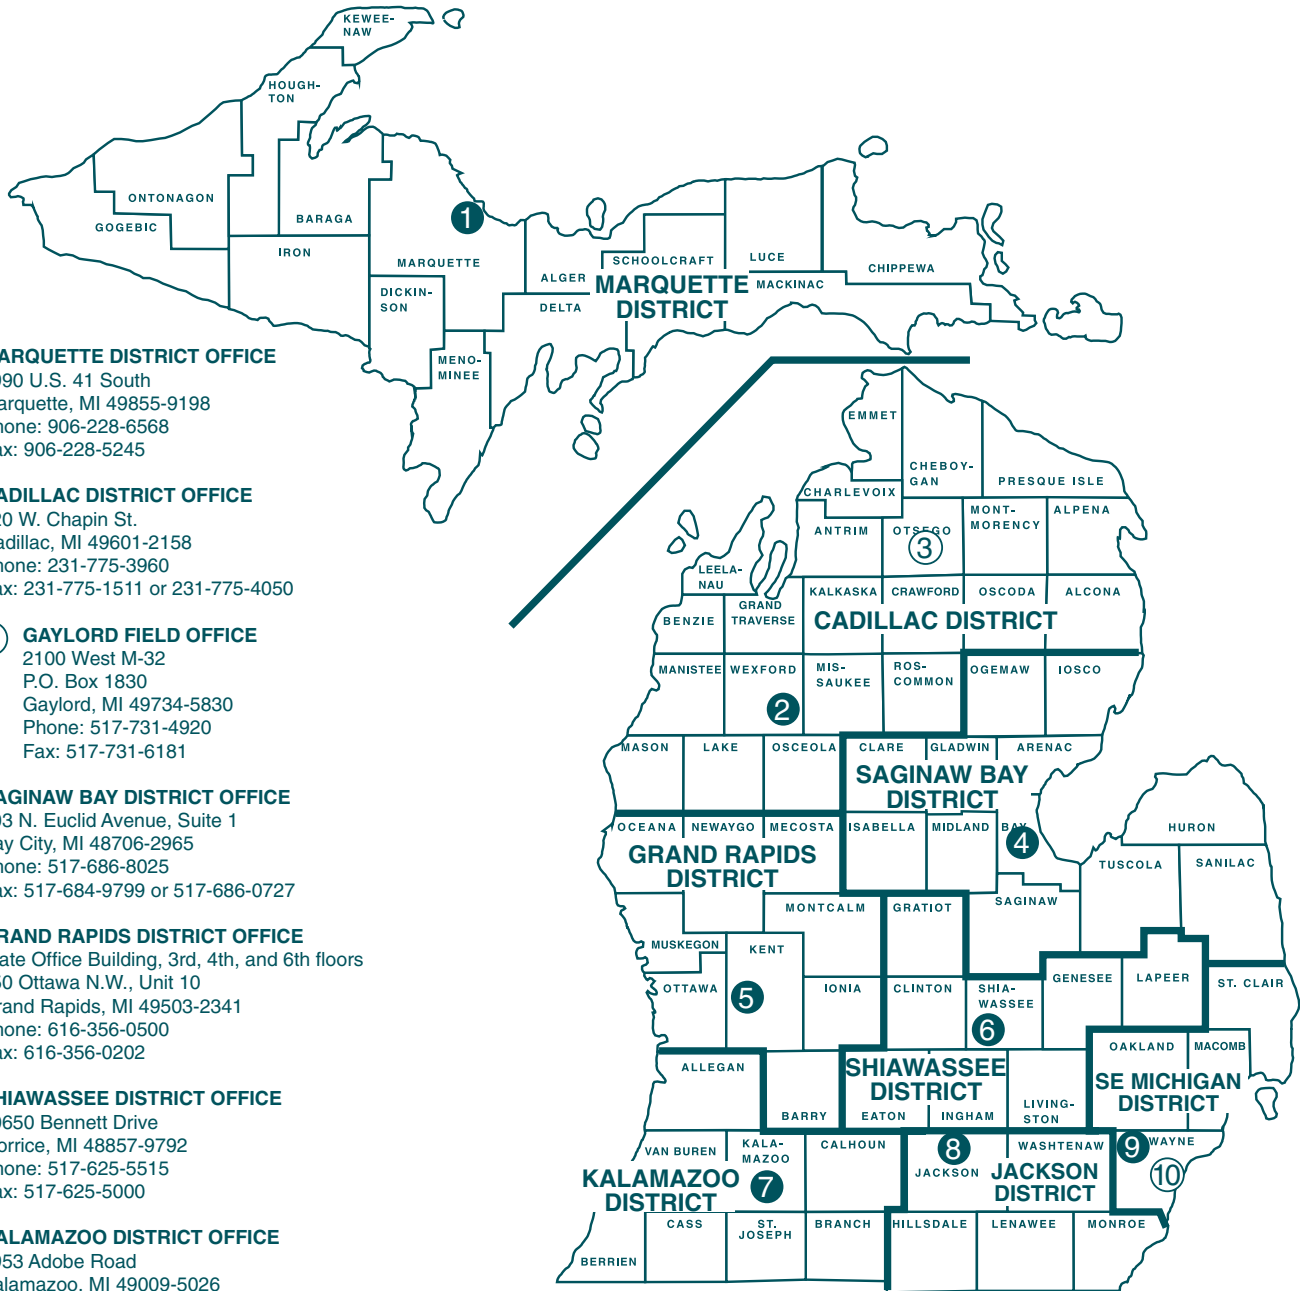 KEWEE-
NAW
HOUGH-
TON
ONTONAGON
GOGEBIC
BARAGA
IRON
1
MARQUETTE
DICKIN-
SON
MENO-
MINEE
ALGER
DELTA
SCHOOLCRAFT
LUCE
MACKINAC
CHIPPEWA
MARQUETTE
DISTRICT
ARQUETTE DISTRICT OFFICE
990 U.S. 41 South
arquette, MI 49855-9198
hone: 906-228-6568
ax: 906-228-5245
ADILLAC DISTRICT OFFICE
20 W. Chapin St.
adillac, MI 49601-2158
hone: 231-775-3960
ax: 231-775-1511 or 231-775-4050
GAYLORD FIELD OFFICE
2100 West M-32
P.O. Box 1830
Gaylord, MI 49734-5830
Phone: 517-731-4920
Fax: 517-731-6181
AGINAW BAY DISTRICT OFFICE
03 N. Euclid Avenue, Suite 1
ay City, MI 48706-2965
hone: 517-686-8025
ax: 517-684-9799 or 517-686-0727
RAND RAPIDS DISTRICT OFFICE
ate Office Building, 3rd, 4th, and 6th floors
50 Ottawa N.W., Unit 10
rand Rapids, MI 49503-2341
hone: 616-356-0500
ax: 616-356-0202
HIAWASSEE DISTRICT OFFICE
0650 Bennett Drive
orrice, MI 48857-9792
hone: 517-625-5515
ax: 517-625-5000
ALAMAZOO DISTRICT OFFICE
953 Adobe Road
alamazoo, MI 49009-5026
EMMET
CHEBOY-
GAN
PRESQUE ISLE
CHARLEVOIX
ANTRIM
OTSEGO
3
MONT-
MORENCY
ALPENA
LEELA-
NAU
BENZIE
GRAND
TRAVERSE
KALKASKA
CRAWFORD
OSCODA
ALCONA
CADILLAC DISTRICT
MANISTEE
WEXFORD
2
MIS-
SAUKEE
ROS-
COMMON
OGEMAW
IOSCO
MASON
LAKE
OSCEOLA
CLARE
GLADWIN
ARENAC
SAGINAW BAY
DISTRICT
OCEANA
NEWAYGO
MECOSTA
ISABELLA
MIDLAND
BAY
4
HURON
TUSCOLA
SANILAC
GRAND RAPIDS
DISTRICT
MONTCALM
GRATIOT
SAGINAW
MUSKEGON
KENT
OTTAWA
5
IONIA
CLINTON
SHIA-
WASSEE
6
GENESEE
LAPEER
ST. CLAIR
ALLEGAN
BARRY
SHIAWASSEE
DISTRICT
EATON
INGHAM
LIVING-
STON
OAKLAND
MACOMB
SE MICHIGAN
DISTRICT
VAN BUREN
KALA-
MAZOO
7
CALHOUN
8
JACKSON
WASHTENAW
9
WAYNE
10
KALAMAZOO
DISTRICT
JACKSON
DISTRICT
BERRIEN
CASS
ST.
JOSEPH
BRANCH
HILLSDALE
LENAWEE
MONROE